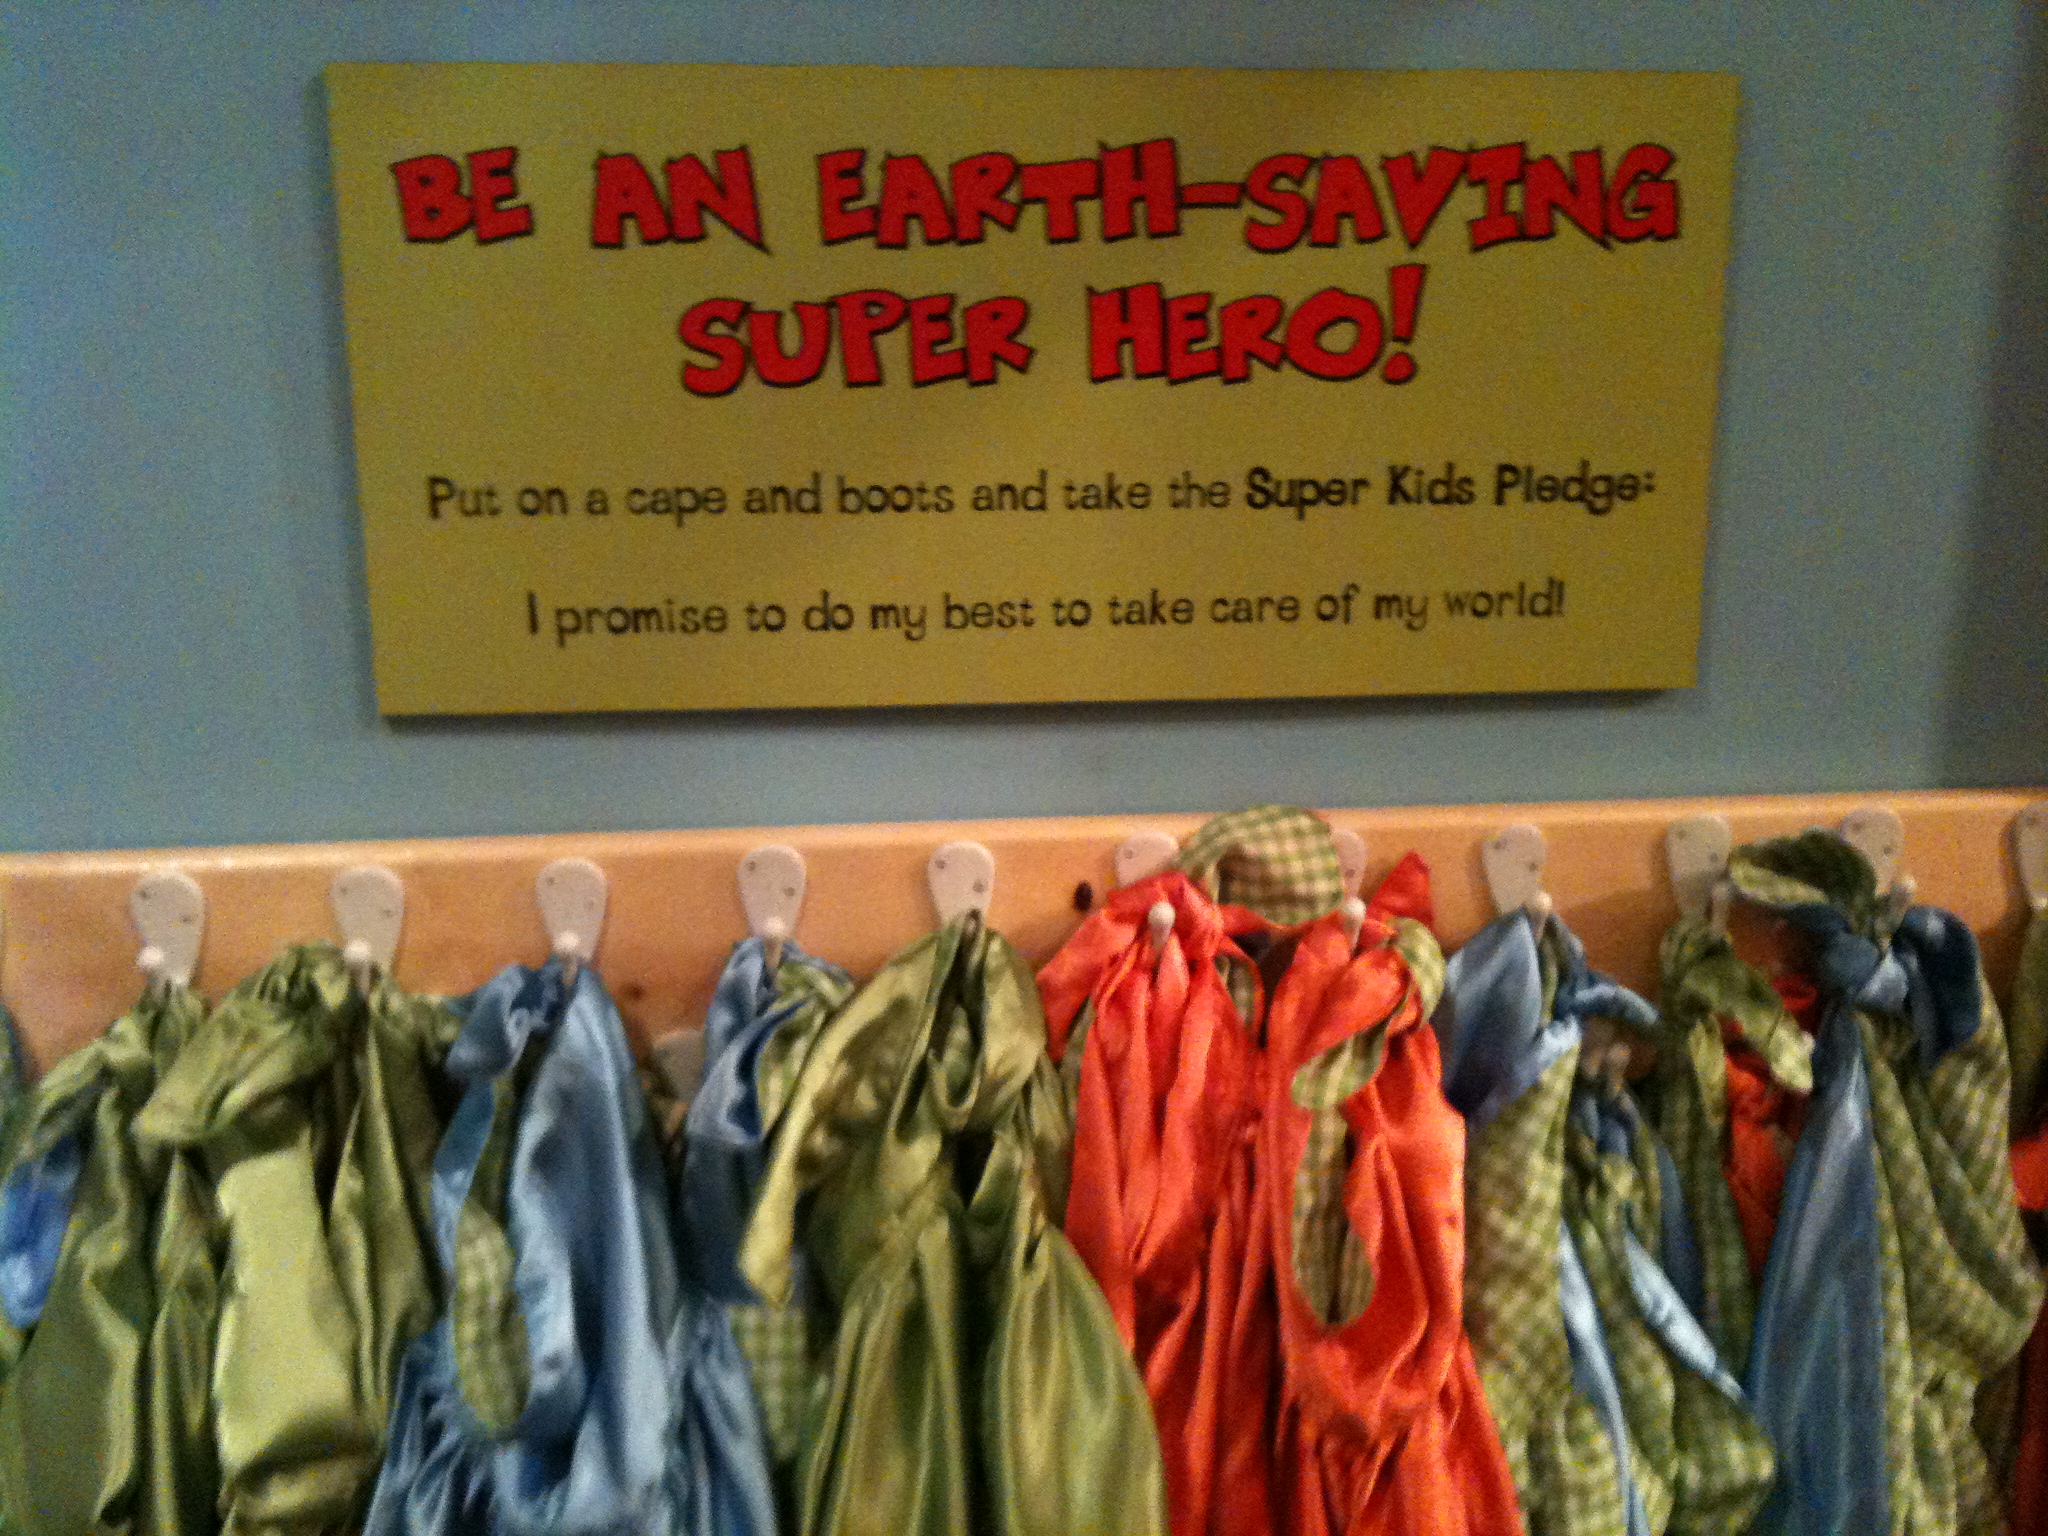 BE AN EARTH-SAVING
SUPER HERO!
Put on a cape and boots and take the Super Kids Pledge:
I promise to do my best to take care of my world!